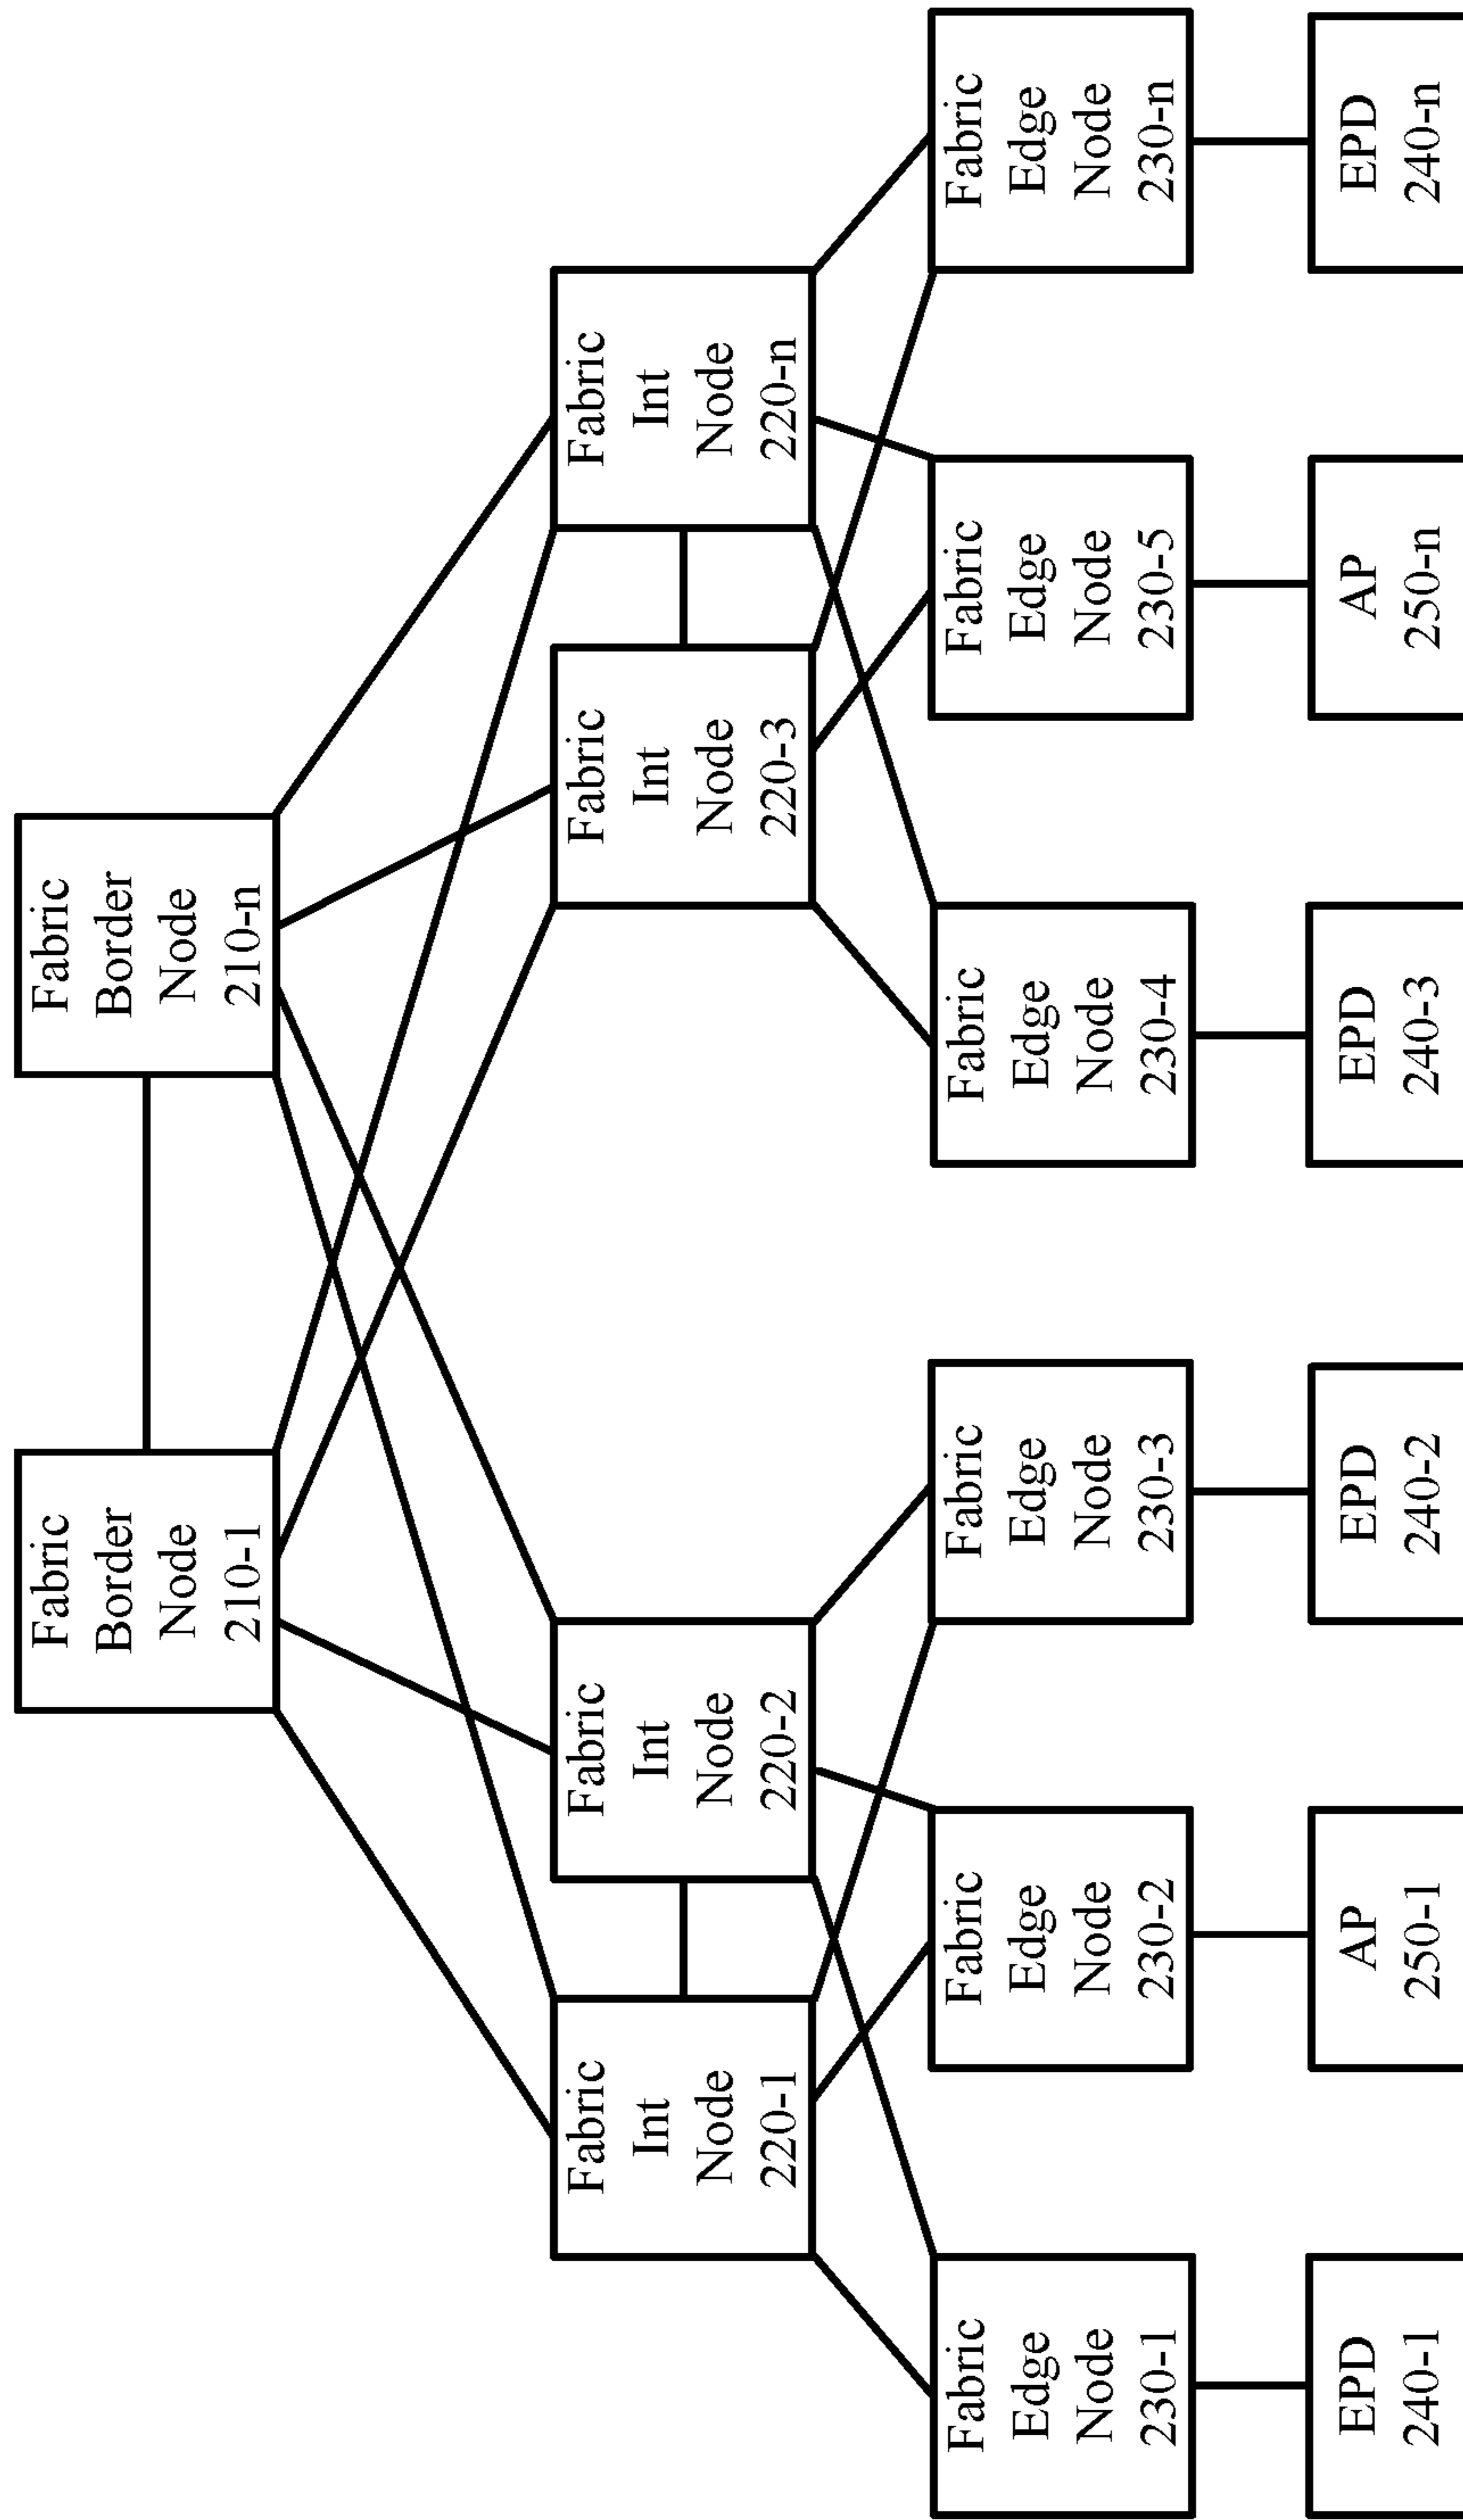 Fabric
Border
Node
210-1
Fabric
Border
Node
210-n
Fabric
Int
Node
220-1
Fabric
Int
Node
220-2
Fabric
Int
Node
220-3
Fabric
Int
Node
220-n
Fabric
Edge
Node
230-1
Fabric
Edge
Node
230-2
Fabric
Edge
Node
230-3
Fabric
Edge
Node
230-4
Fabric
Edge
Node
230-5
Fabric
Edge
Node
230-n
EPD
240-1
AP
250-1
EPD
240-2
EPD
240-3
AP
250-n
EPD
240-n